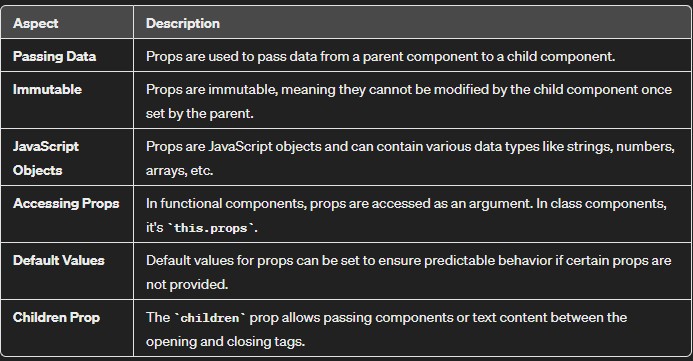 Aspect Description
Passing Data Props are used to pass data from a parent component to a child component.
Immutable Props are immutable, meaning they cannot be modified by the child component once
set by the parent.
JavaScript Props are JavaScript objects and can contain various data types like strings, numbers,
Objects arrays, etc.
Accessing Props In functional components, props are accessed as an argument. In class components,
it's `this.props`.
Default Values Default values for props can be set to ensure predictable behavior if certain props are
not provided.
Children Prop The `children` prop allows passing components or text content between the
opening and closing tags.